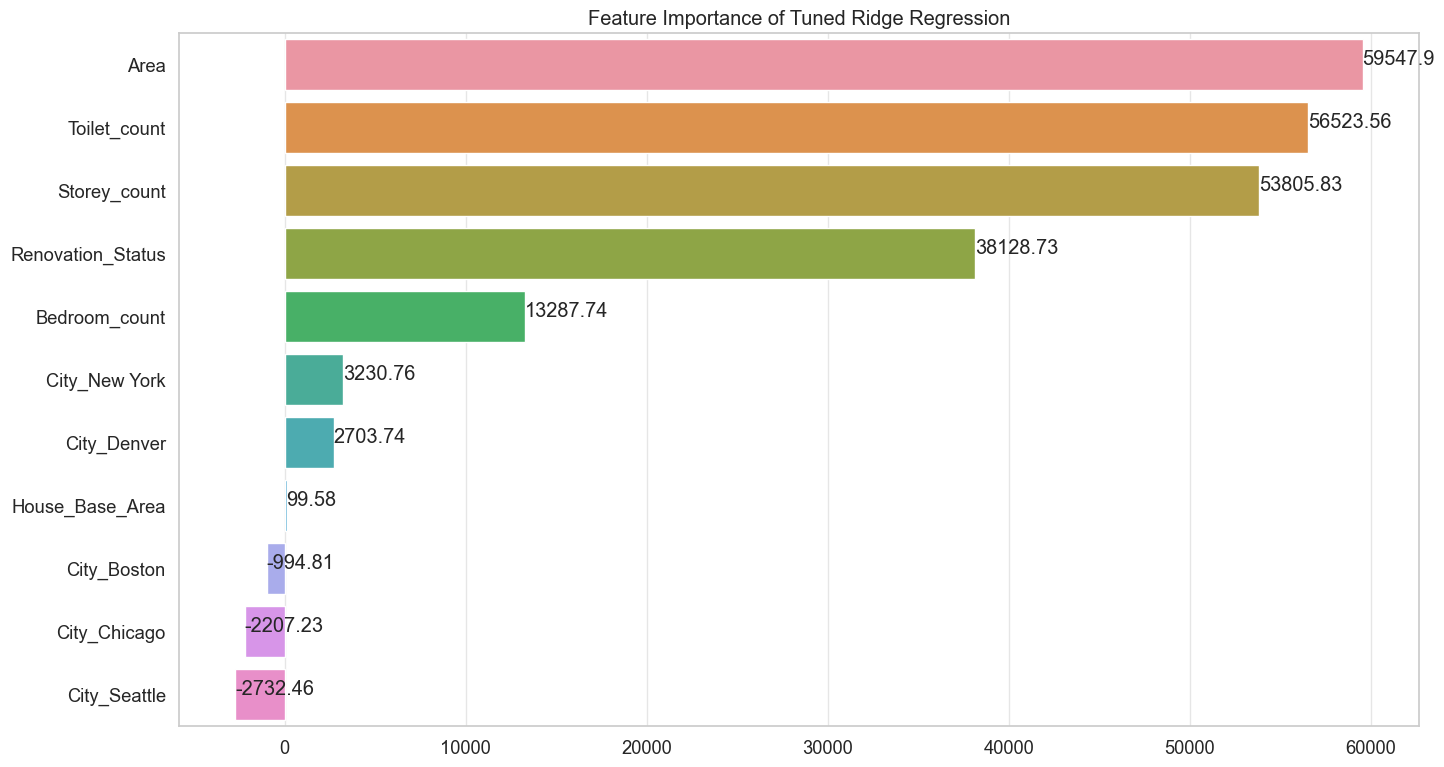 Feature Importance of Tuned Ridge Regression
Area 59547.9
Toilet_count 56523.56
Storey_count 53805.83
Renovation_Status 38128.73
Bedroom_count 13287.74
City_New York 3230.76
City_Denver 2703.74
House_Base_Area 99.58
City_Boston -994.81
City_Chicago -2207.23
City_Seattle -2732.46
0 10000 20000 30000 40000 50000 60000